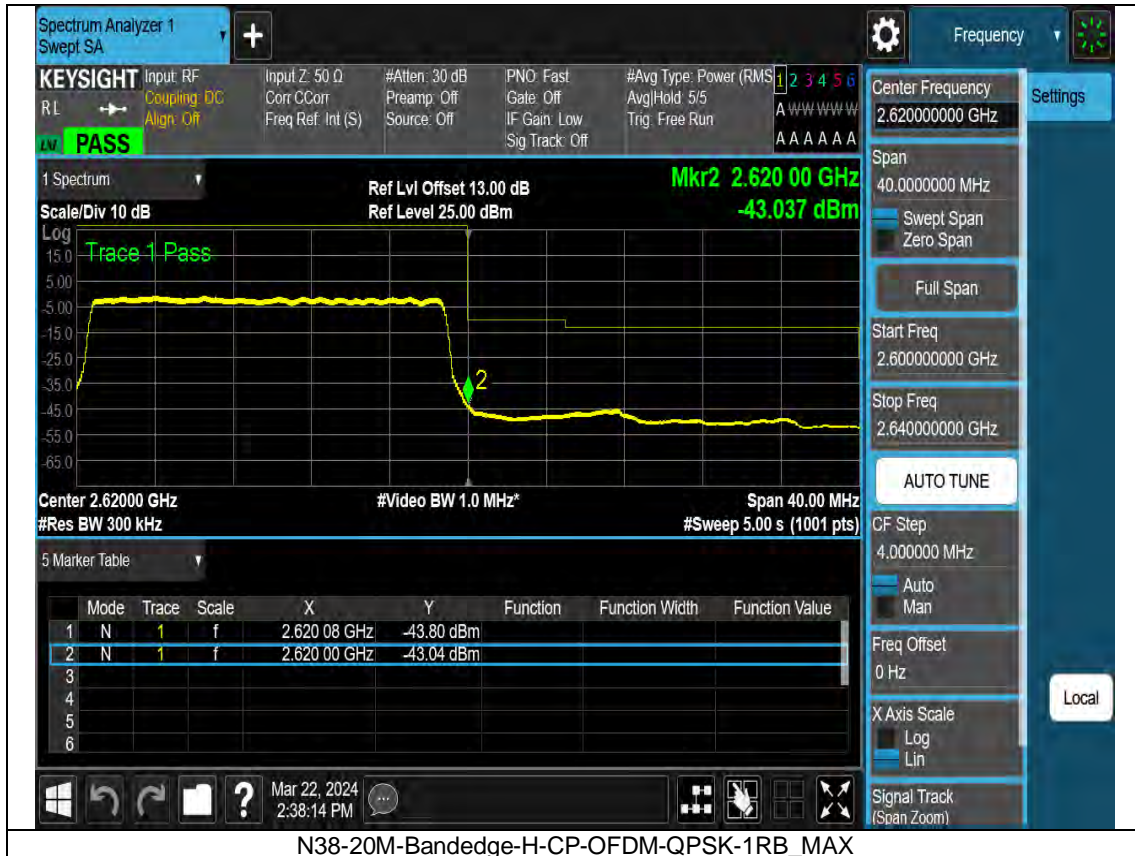 Spectrum Analyzer 1
Swept SA
Frequency
KEYSIGHT
RL
PASS
Input: RF
Coupling: DC
Align: Off
Input Z: 50 Ω
Corr CCorr
Freq Ref: Int (S)
#Atten: 30 dB
Preamp: Off
Source: Off
PNO: Fast
Gate: Off
IF Gain: Low
Sig Track: Off
#Avg Type: Power (RMS
Avg|Hold: 5/5
Trig: Free Run
1 2 3 4 5 6
A W W W W W
A A A A A A
1 Spectrum
Scale/Div 10 dB
Ref Lvl Offset 13.00 dB
Ref Level 25.00 dBm
Mkr2 2.620 00 GHz
-43.037 dBm
Log
Trace 1 Pass
15.0
5.00
-5.00
-15.0
-25.0
-35.0
-45.0
-55.0
-65.0
2
Center 2.62000 GHz
#Res BW 300 kHz
#Video BW 1.0 MHz*
Span 40.00 MHz
#Sweep 5.00 s (1001 pts)
5 Marker Table
Mode Trace Scale X Y Function Function Width Function Value
1 N 1 f 2.620 08 GHz -43.80 dBm
2 N 1 f 2.620 00 GHz -43.04 dBm
3
4
5
6
Mar 22, 2024
2:38:14 PM
Center Frequency
2.620000000 GHz
Settings
Span
40.0000000 MHz
Swept Span
Zero Span
Full Span
Start Freq
2.600000000 GHz
Stop Freq
2.640000000 GHz
AUTO TUNE
CF Step
4.000000 MHz
Auto
Man
Freq Offset
0 Hz
X Axis Scale
Log
Lin
Local
Signal Track
(Span Zoom)
N38-20M-Bandedge-H-CP-OFDM-QPSK-1RB_MAX